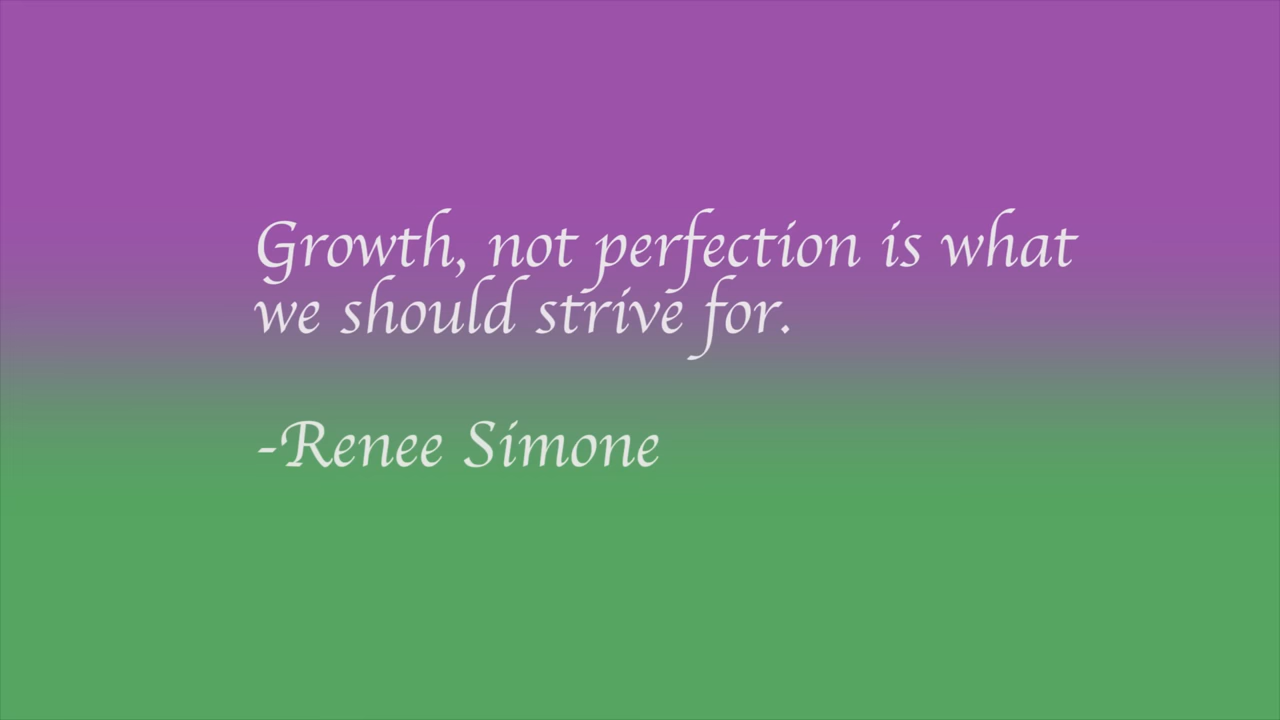 Growth, not perfection is what
we should strive for.
-Renee Simone